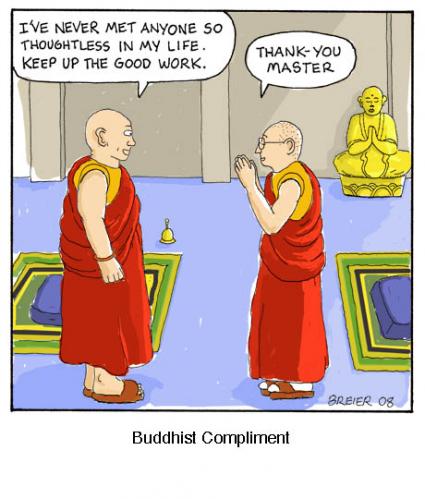 I'VE NEVER MET ANYONE SO
THOUGHTLESS IN MY LIFE.
KEEP UP THE GOOD WORK.
THANK-YOU
MASTER
BREIER 08
Buddhist Compliment